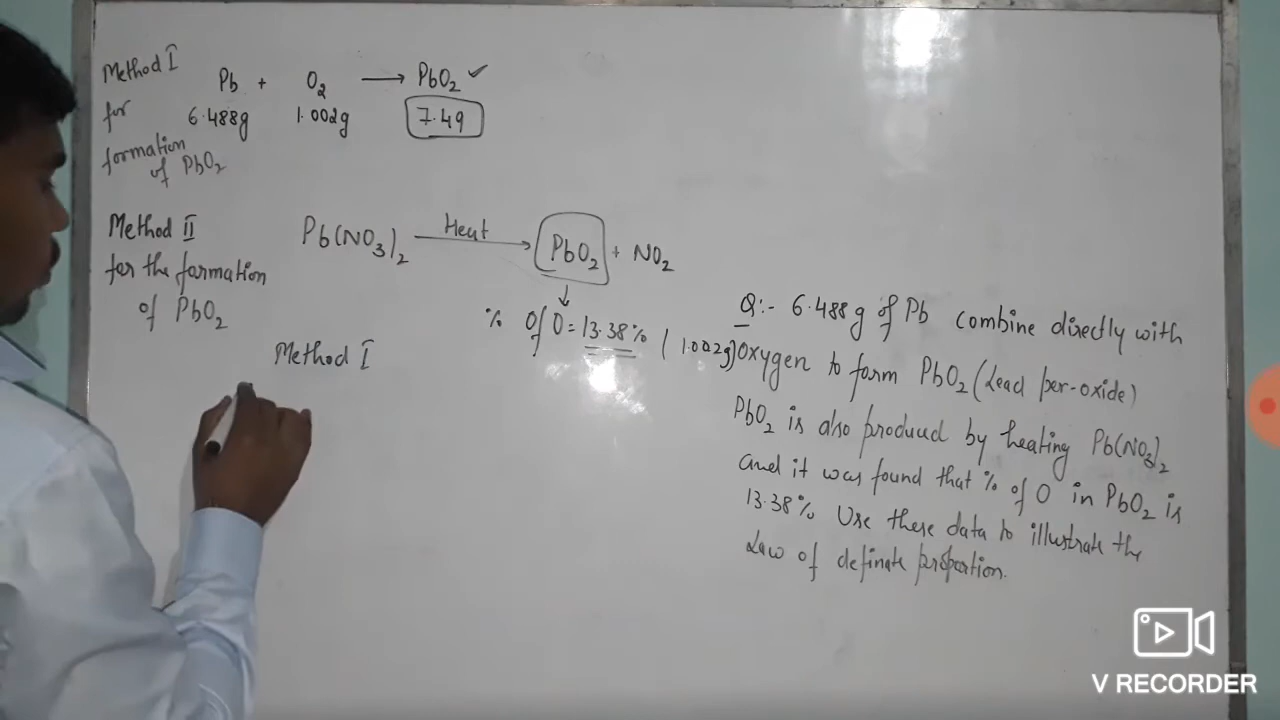 Method I
Pb + O2 → PbO2 ✓
for 6.488g 1.002g 7.49
formation
of PbO2
Method II
for the formation
of PbO2
Pb(NO3)2 Heat → PbO2 + NO2
↓
% Of O = 13.38%
Method I
Q:- 6.488 g of Pb combine directly with
(1.002g) Oxygen to form PbO2 (Lead per-oxide)
PbO2 is also produced by heating Pb(NO3)2
and it was found that % of O in PbO2 is
13.38% Use these data to illustrate the
Law of definate proportion.
V RECORDER